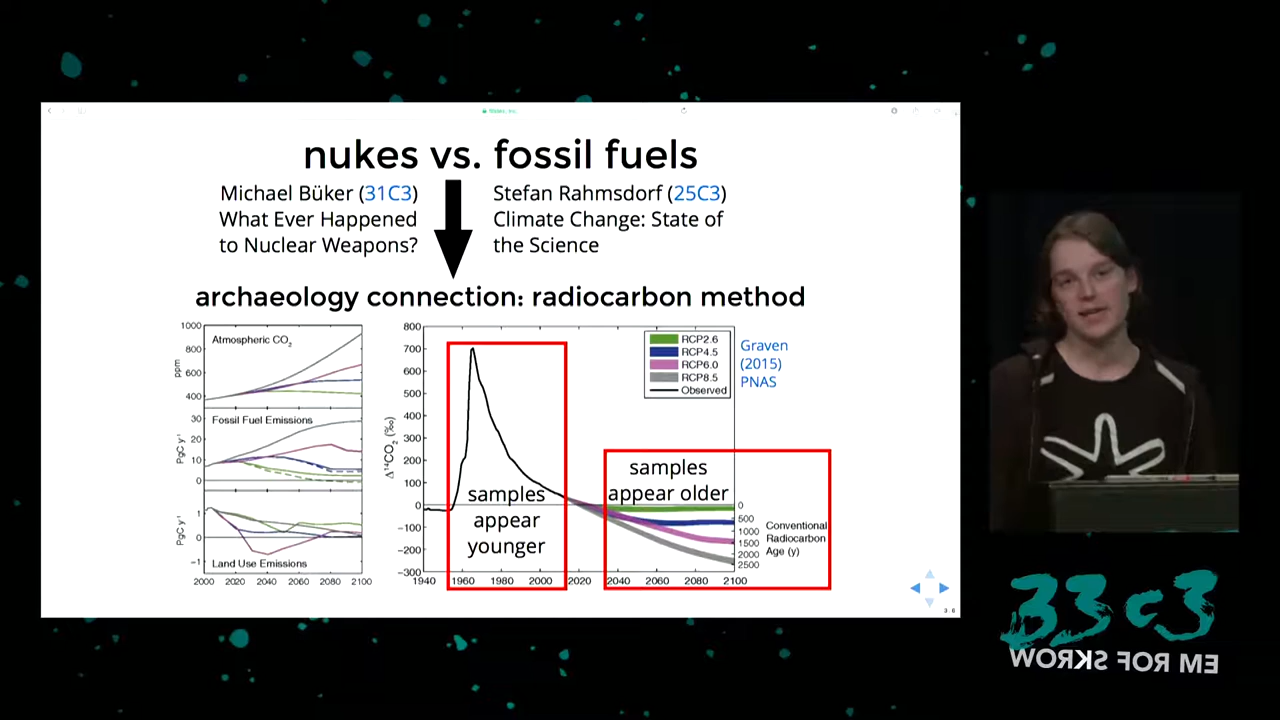 nukes vs. fossil fuels
Michael Büker (31C3)
What Ever Happened
to Nuclear Weapons?
Stefan Rahmsdorf (25C3)
Climate Change: State of
the Science
archaeology connection: radiocarbon method
1000
800
600
400
ppm
Atmospheric CO₂
30
20
10
0
PgC y⁻¹
Fossil Fuel Emissions
1
0
−1
PgC y⁻¹
Land Use Emissions
2000 2020 2040 2060 2080 2100
800
700
600
500
400
300
200
100
0
−100
−200
−300
Δ¹⁴CO₂ (‰)
1940 1960 1980 2000 2020 2040 2060 2080 2100
RCP2.6
RCP4.5
RCP6.0
RCP8.5
Observed
Graven
(2015)
PNAS
samples
appear
younger
samples
appear older
0
500
1000
1500
2000
2500
Conventional
Radiocarbon
Age (y)
33c3
WORKS FOR ME